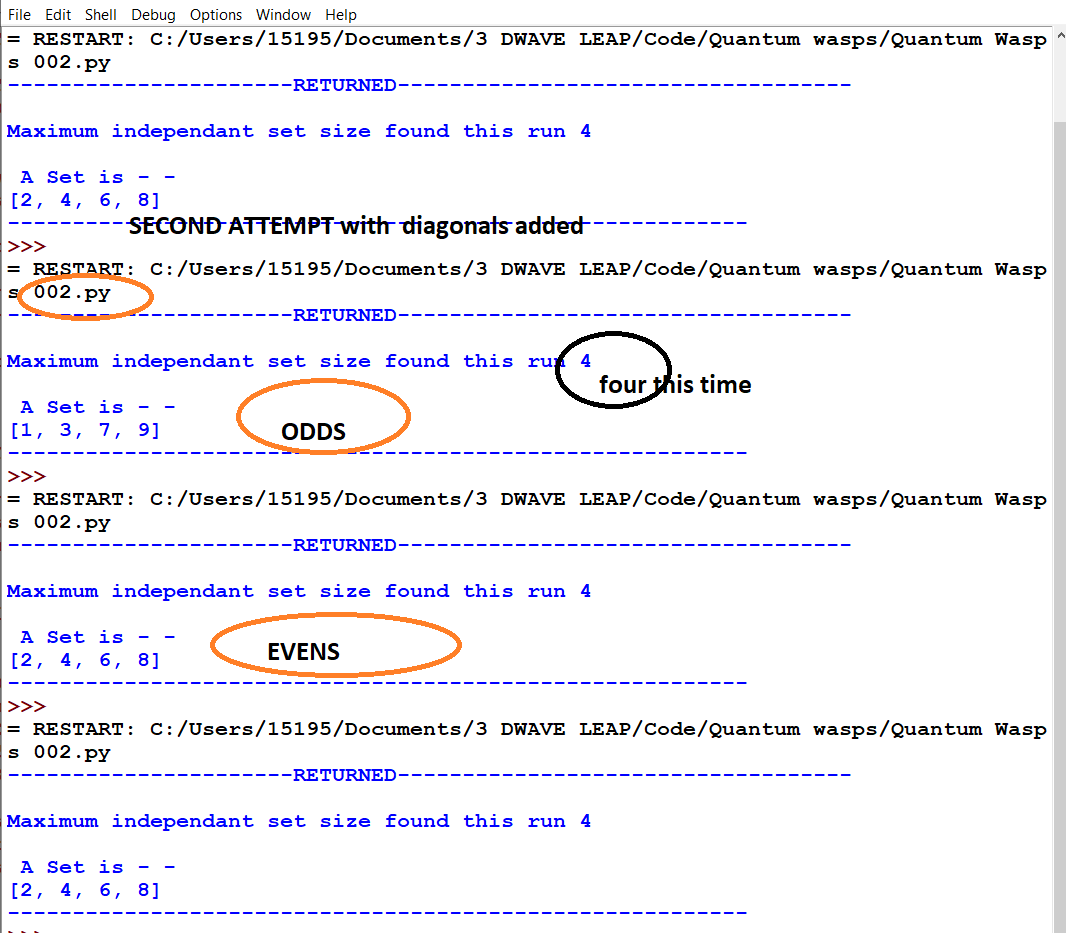 File Edit Shell Debug Options Window Help
= RESTART: C:/Users/15195/Documents/3 DWAVE LEAP/Code/Quantum wasps/Quantum Wasp
s 002.py
----------------------RETURNED-----------------------------------
Maximum independant set size found this run 4
A Set is - -
[2, 4, 6, 8]
---------------------------------------------------------
SECOND ATTEMPT with diagonals added
>>>
= RESTART: C:/Users/15195/Documents/3 DWAVE LEAP/Code/Quantum wasps/Quantum Wasp
s 002.py
----------------------RETURNED-----------------------------------
Maximum independant set size found this run 4
four this time
A Set is - -
[1, 3, 7, 9]
ODDS
---------------------------------------------------------
>>>
= RESTART: C:/Users/15195/Documents/3 DWAVE LEAP/Code/Quantum wasps/Quantum Wasp
s 002.py
----------------------RETURNED-----------------------------------
Maximum independant set size found this run 4
A Set is - -
[2, 4, 6, 8]
EVENS
---------------------------------------------------------
>>>
= RESTART: C:/Users/15195/Documents/3 DWAVE LEAP/Code/Quantum wasps/Quantum Wasp
s 002.py
----------------------RETURNED-----------------------------------
Maximum independant set size found this run 4
A Set is - -
[2, 4, 6, 8]
---------------------------------------------------------
>>>